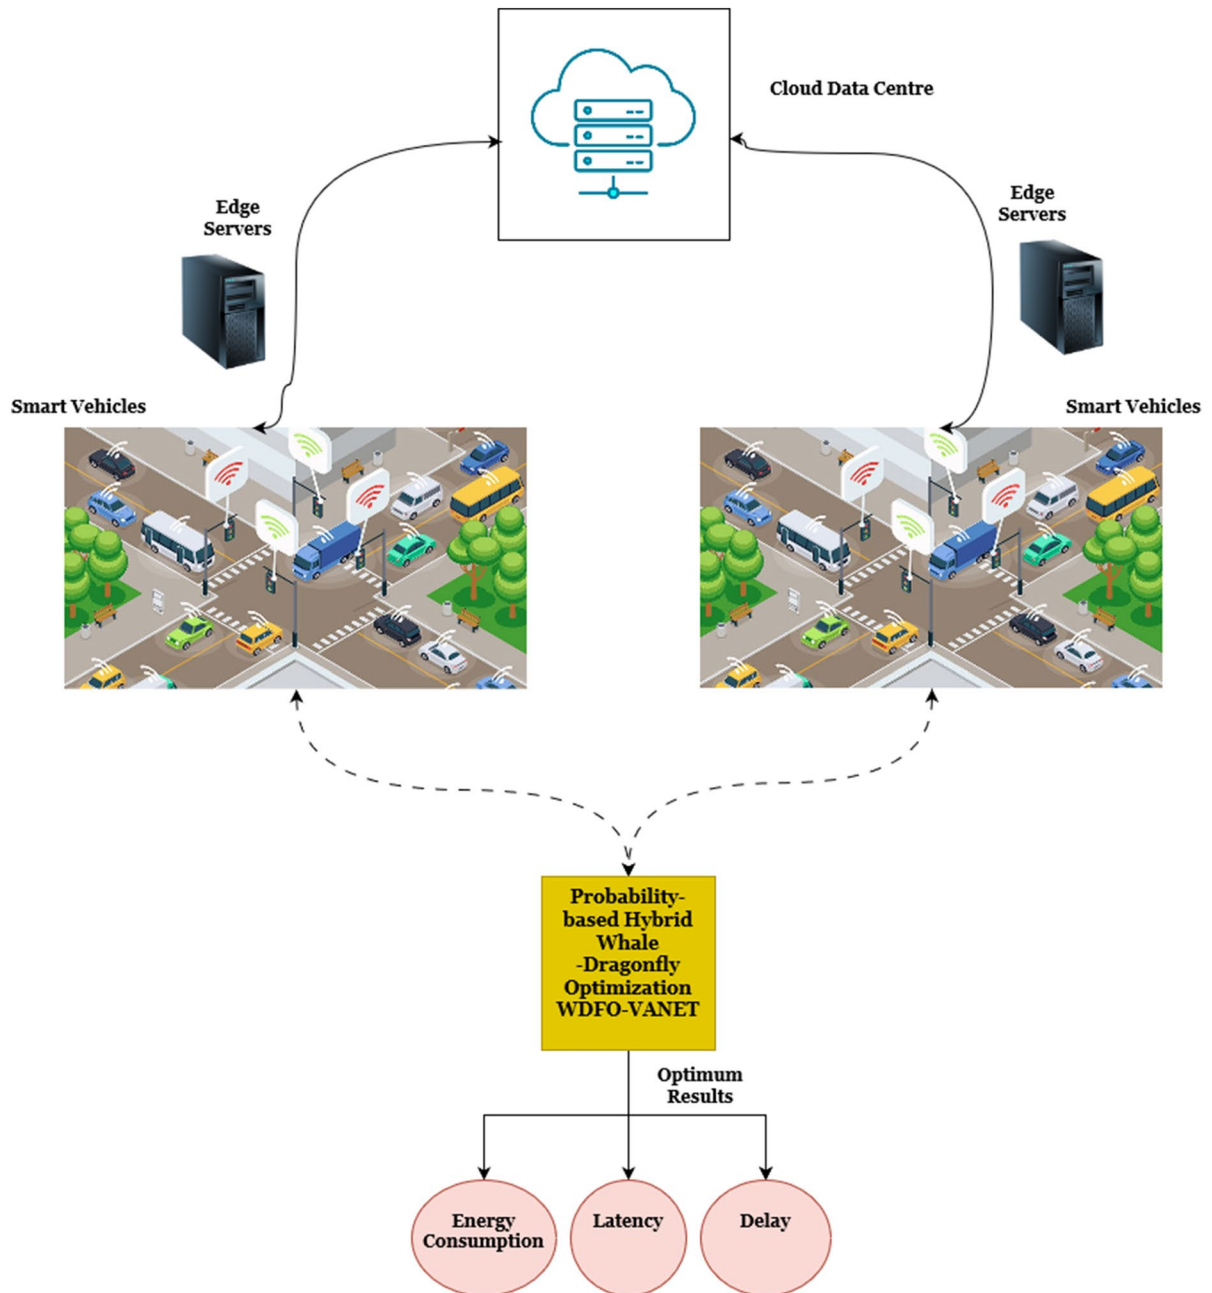 Cloud Data Centre
Edge
Servers
Edge
Servers
Smart Vehicles
Smart Vehicles
Probability-
based Hybrid
Whale
-Dragonfly
Optimization
WDFO-VANET
Optimum
Results
Energy
Consumption
Latency
Delay